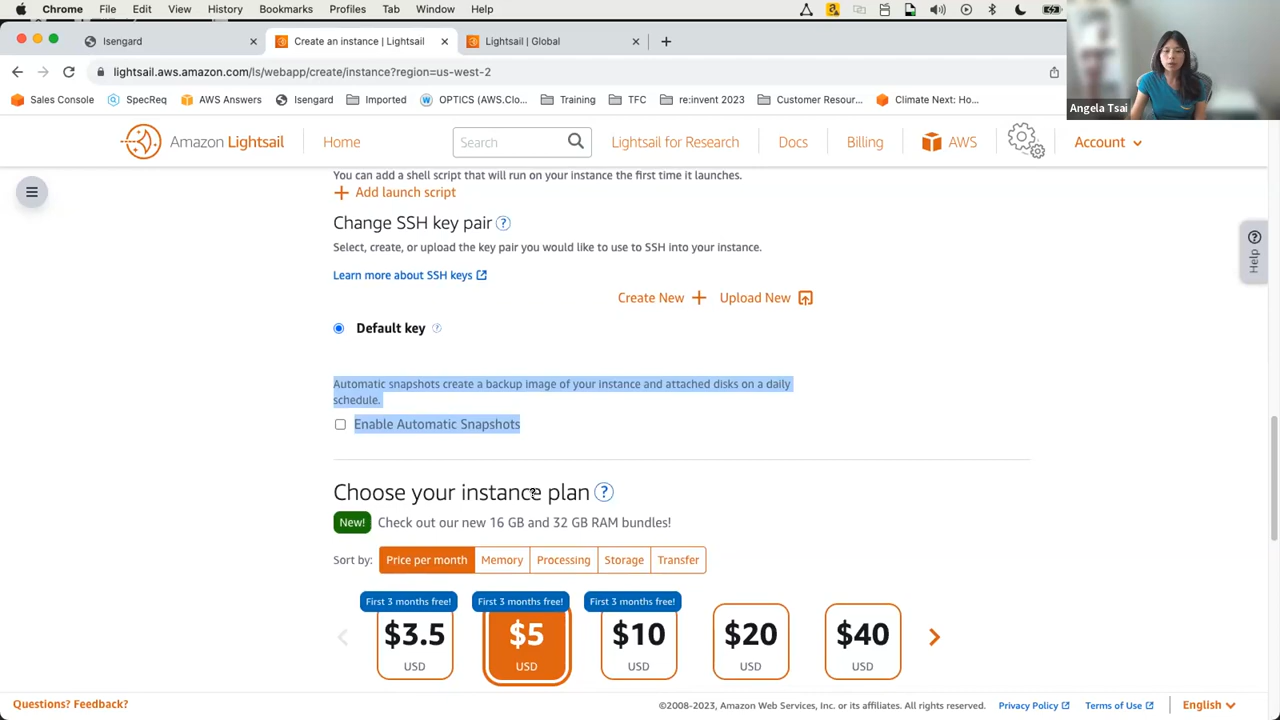 Chrome File Edit View History Bookmarks Profiles Tab Window Help
Isengard
Create an instance | Lightsail
Lightsail | Global
lightsail.aws.amazon.com/ls/webapp/create/instance?region=us-west-2
Sales Console SpecReq AWS Answers Isengard Imported OPTICS (AWS.Clo... Training TFC re:invent 2023 Customer Resour... Climate Next: Ho...
Angela Tsai
Amazon Lightsail Home Search Lightsail for Research Docs Billing AWS Account
You can add a shell script that will run on your instance the first time it launches.
+ Add launch script
Change SSH key pair ?
Select, create, or upload the key pair you would like to use to SSH into your instance.
Learn more about SSH keys
Create New + Upload New
Default key ?
Automatic snapshots create a backup image of your instance and attached disks on a daily
schedule.
Enable Automatic Snapshots
Help
Choose your instance plan ?
New! Check out our new 16 GB and 32 GB RAM bundles!
Sort by: Price per month Memory Processing Storage Transfer
First 3 months free! First 3 months free! First 3 months free!
$3.5 $5 $10 $20 $40
USD USD USD USD USD
Questions? Feedback? ©2008-2023, Amazon Web Services, Inc. or its affiliates. All rights reserved. Privacy Policy Terms of Use English